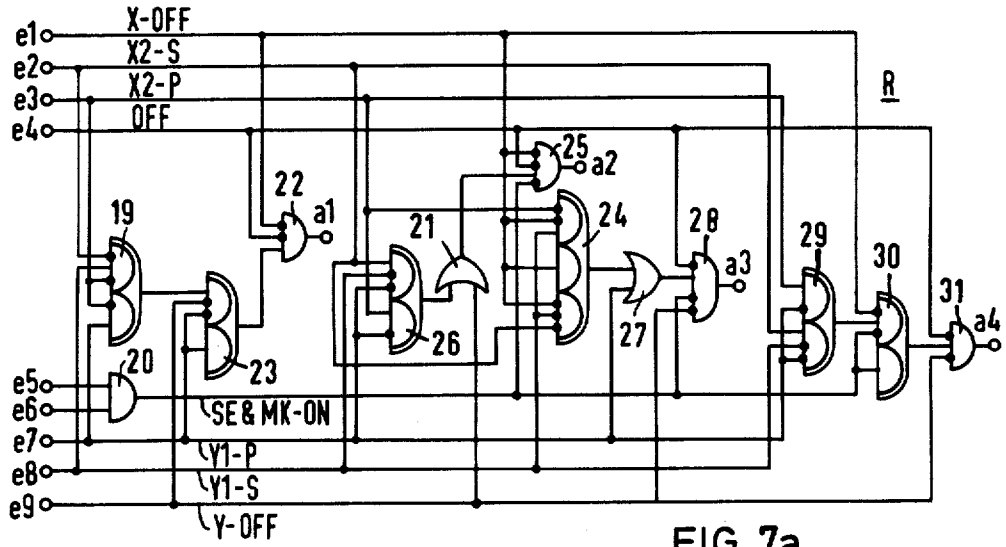 e1 X-OFF
e2 X2-S
e3 X2-P
e4 OFF
R
25 a2
22 a1
19
21
24
28 a3
29
30
31 a4
23
26
27
20
e5
e6
SE & MK-ON
e7
Y1-P
e8
Y1-S
e9
Y-OFF
FIG. 7a